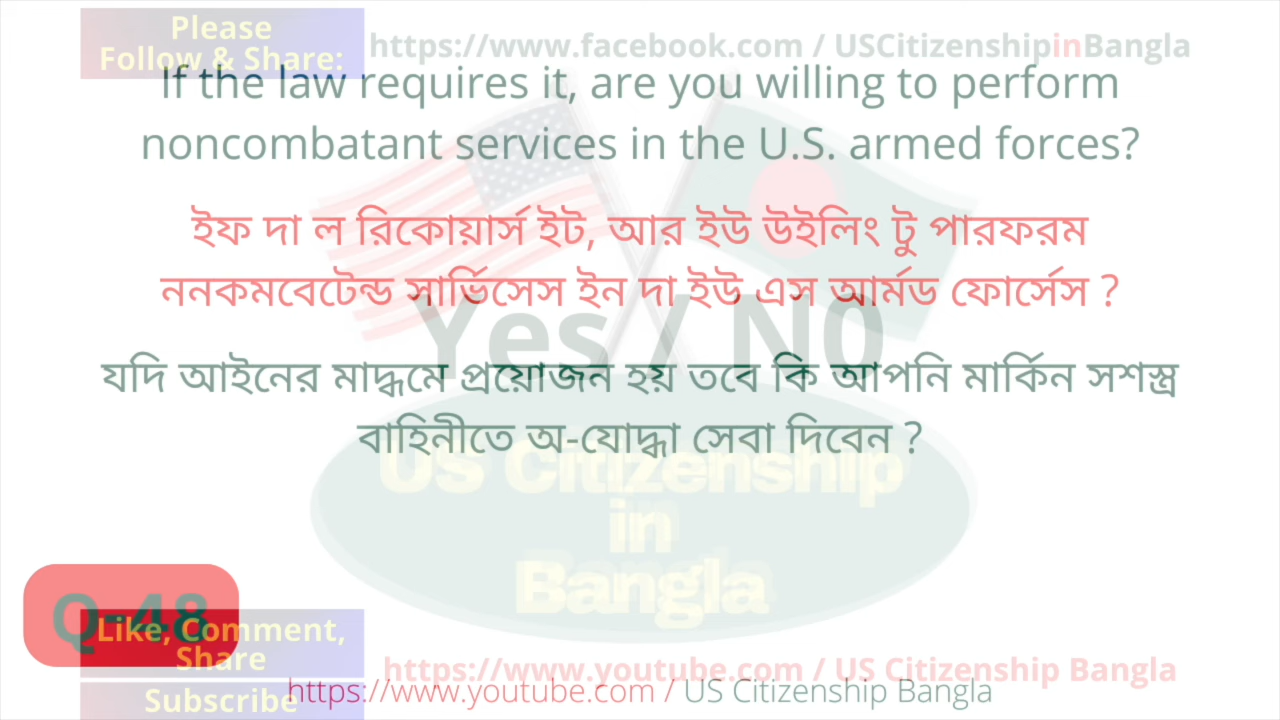 Please
Follow & Share:
https://www.facebook.com / USCitizenshipinBangla
If the law requires it, are you willing to perform
noncombatant services in the U.S. armed forces?
ইফ দা ল রিকোয়ার্স ইট, আর ইউ উইলিং টু পারফরম
ননকমবেটেন্ড সার্ভিসেস ইন দা ইউ এস আর্মড ফোর্সেস ?
Yes / N0
যদি আইনের মাদ্ধমে প্রয়োজন হয় তবে কি আপনি মার্কিন সশস্ত্র
বাহিনীতে অ-যোদ্ধা সেবা দিবেন ?
US Citizenship
in
Bangla
Q-48
Like, Comment,
Share
https://www.youtube.com / US Citizenship Bangla
Subscribe
https://www.youtube.com / US Citizenship Bangla